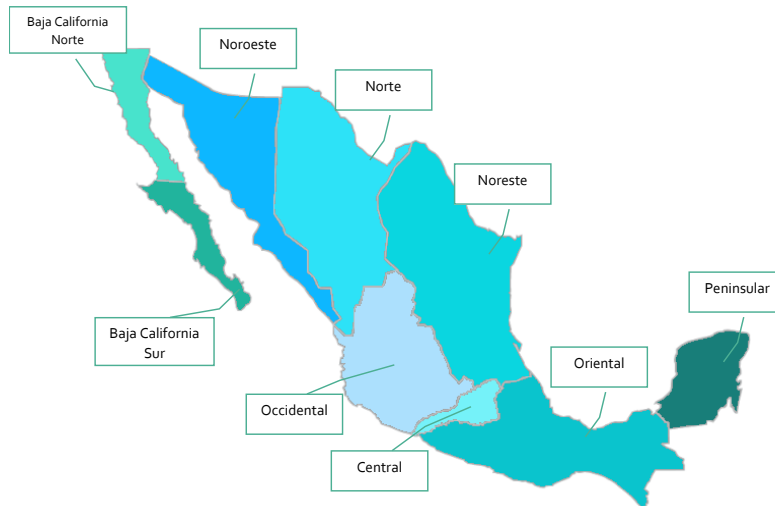 Baja California
Norte
Noroeste
Norte
Noreste
Peninsular
Baja California
Sur
Oriental
Occidental
Central